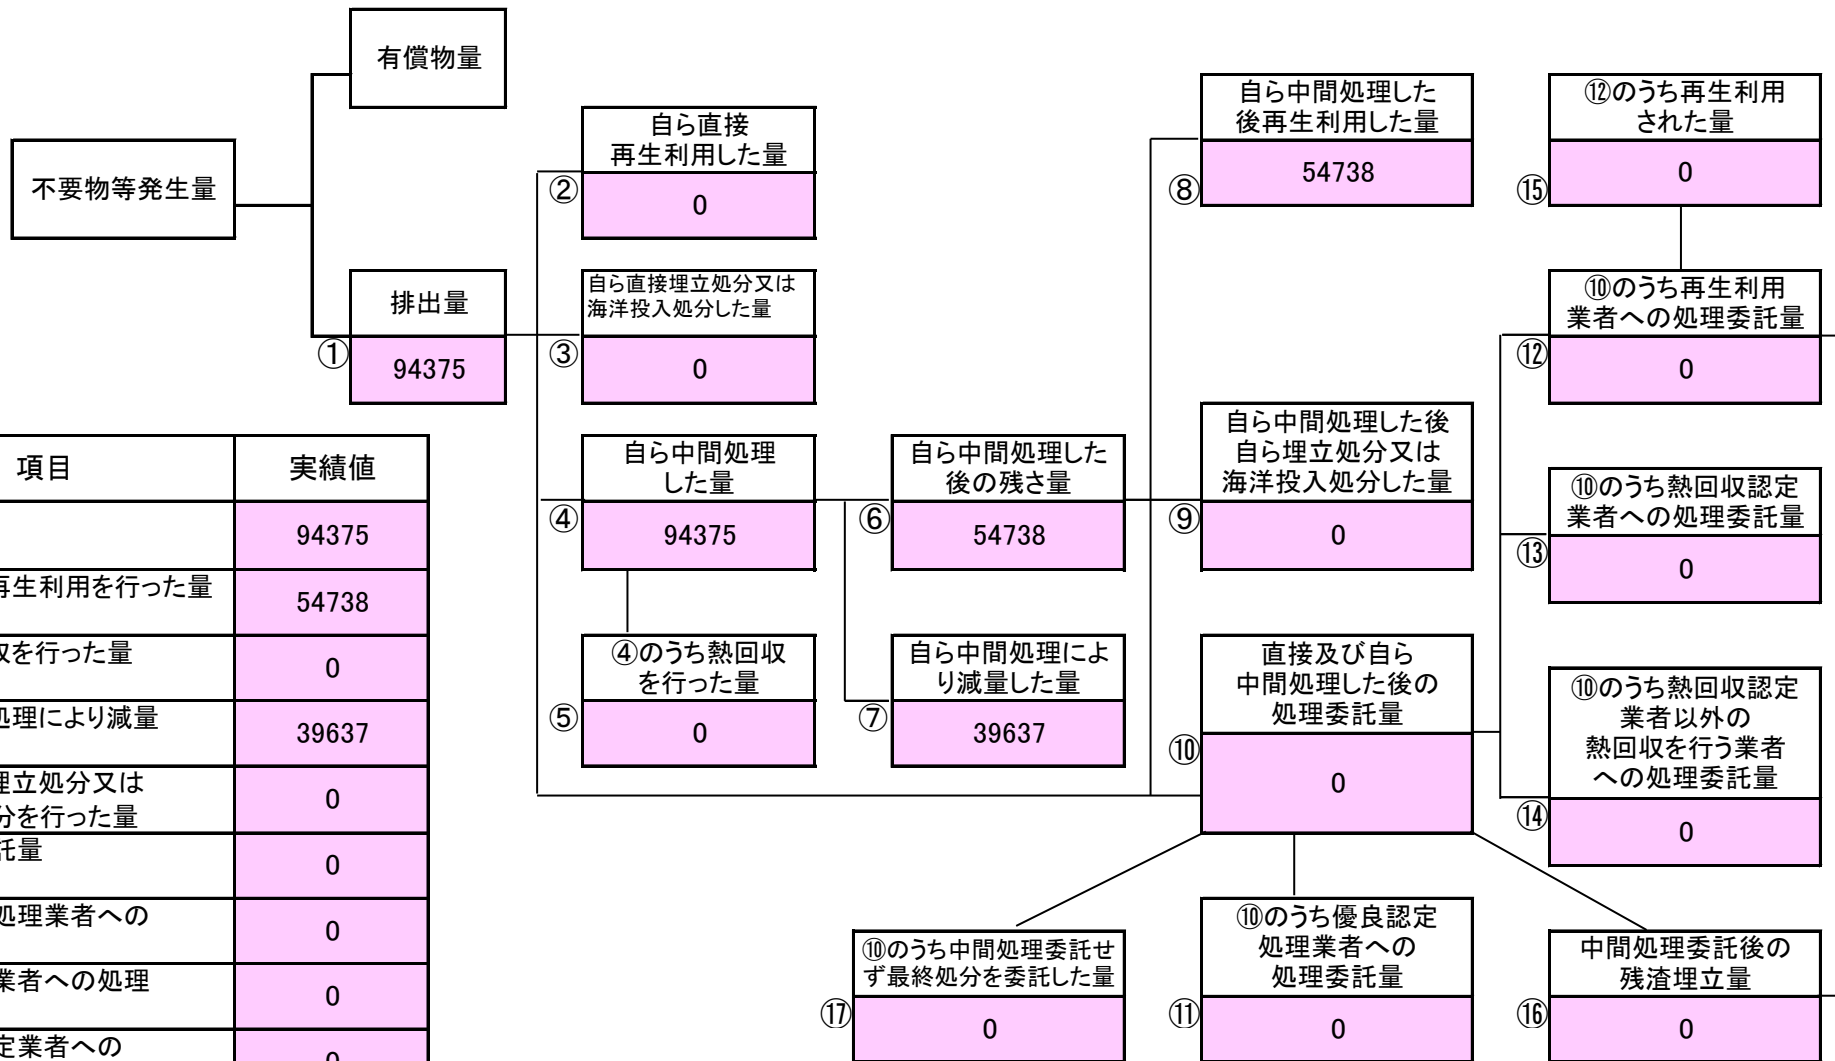 有償物量
不要物等発生量
排出量
①
94375
自ら直接
再生利用した量
②
0
自ら直接埋立処分又は
海洋投入処分した量
③
0
自ら中間処理
した量
④
94375
④のうち熱回収
を行った量
⑤
0
自ら中間処理した
後の残さ量
⑥
54738
自ら中間処理によ
り減量した量
⑦
39637
自ら中間処理した
後再生利用した量
⑧
54738
自ら中間処理した後
自ら埋立処分又は
海洋投入処分した量
⑨
0
直接及び自ら
中間処理した後の
処理委託量
⑩
0
⑫のうち再生利用
された量
⑮
0
⑩のうち再生利用
業者への処理委託量
⑫
0
⑩のうち熱回収認定
業者への処理委託量
⑬
0
⑩のうち熱回収認定
業者以外の
熱回収を行う業者
への処理委託量
⑭
0
⑩のうち中間処理委託せ
ず最終処分を委託した量
⑰
0
⑩のうち優良認定
処理業者への
処理委託量
⑪
0
中間処理委託後の
残渣埋立量
⑯
0
項目 実績値
94375
再生利用を行った量 54738
収を行った量 0
処理により減量 39637
埋立処分又は
分を行った量 0
託量 0
処理業者への 0
業者への処理 0
定業者への 0